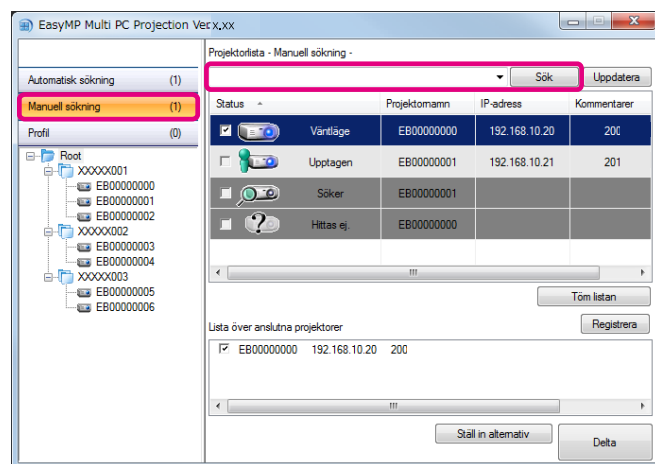 EasyMP Multi PC Projection Ver.x.xx
Projektorlista - Manuell sökning -
Automatisk sökning (1)
Sök
Uppdatera
Manuell sökning (1)
Profil (0)
Status Projektornamn IP-adress Kommentarer
Väntläge EB00000000 192.168.10.20 200
Upptagen EB00000001 192.168.10.21 201
Söker EB00000001
Hittas ej. EB00000000
Root
XXXXX001
EB00000000
EB00000001
EB00000002
XXXXX002
EB00000003
EB00000004
XXXXX003
EB00000005
EB00000006
Töm listan
Lista över anslutna projektorer
Registrera
EB00000000 192.168.10.20 200
Ställ in alternativ
Delta